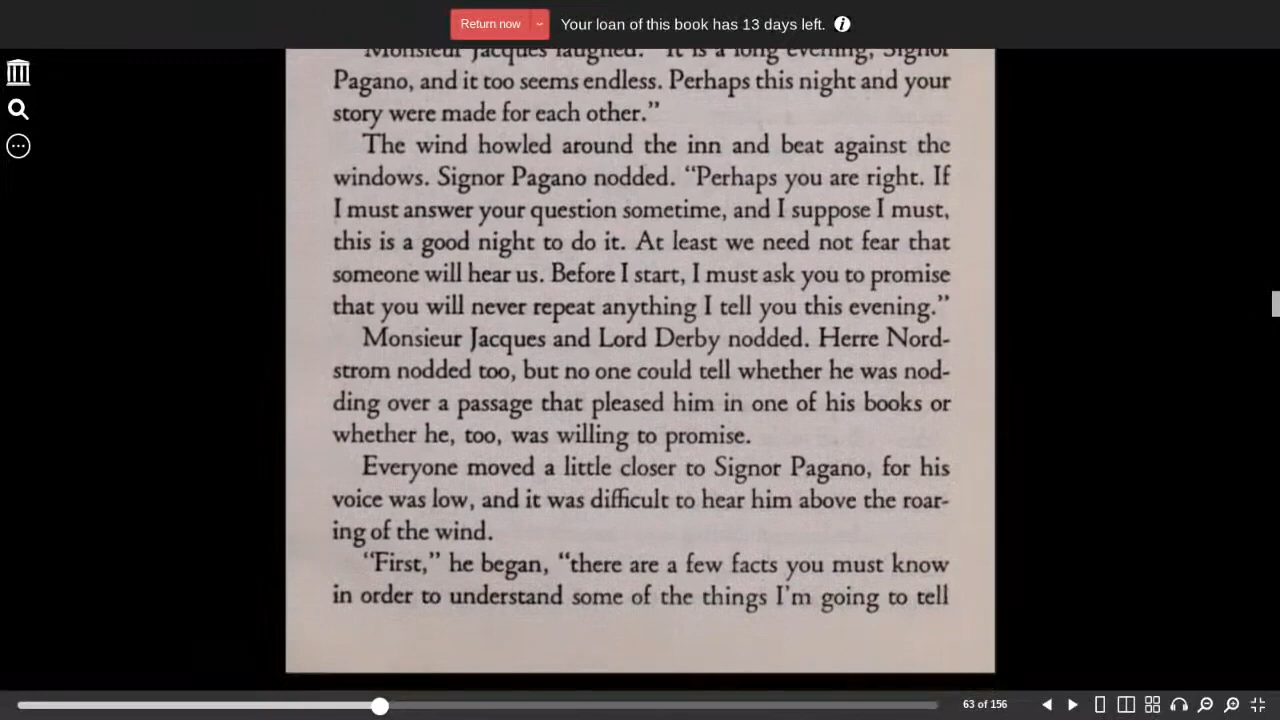 Return now
Your loan of this book has 13 days left.
Monsieur Jacques laughed. "It is a long evening, Signor
Pagano, and it too seems endless. Perhaps this night and your
story were made for each other."
The wind howled around the inn and beat against the
windows. Signor Pagano nodded. "Perhaps you are right. If
I must answer your question sometime, and I suppose I must,
this is a good night to do it. At least we need not fear that
someone will hear us. Before I start, I must ask you to promise
that you will never repeat anything I tell you this evening."
Monsieur Jacques and Lord Derby nodded. Herre Nord-
strom nodded too, but no one could tell whether he was nod-
ding over a passage that pleased him in one of his books or
whether he, too, was willing to promise.
Everyone moved a little closer to Signor Pagano, for his
voice was low, and it was difficult to hear him above the roar-
ing of the wind.
"First," he began, "there are a few facts you must know
in order to understand some of the things I'm going to tell
63 of 156